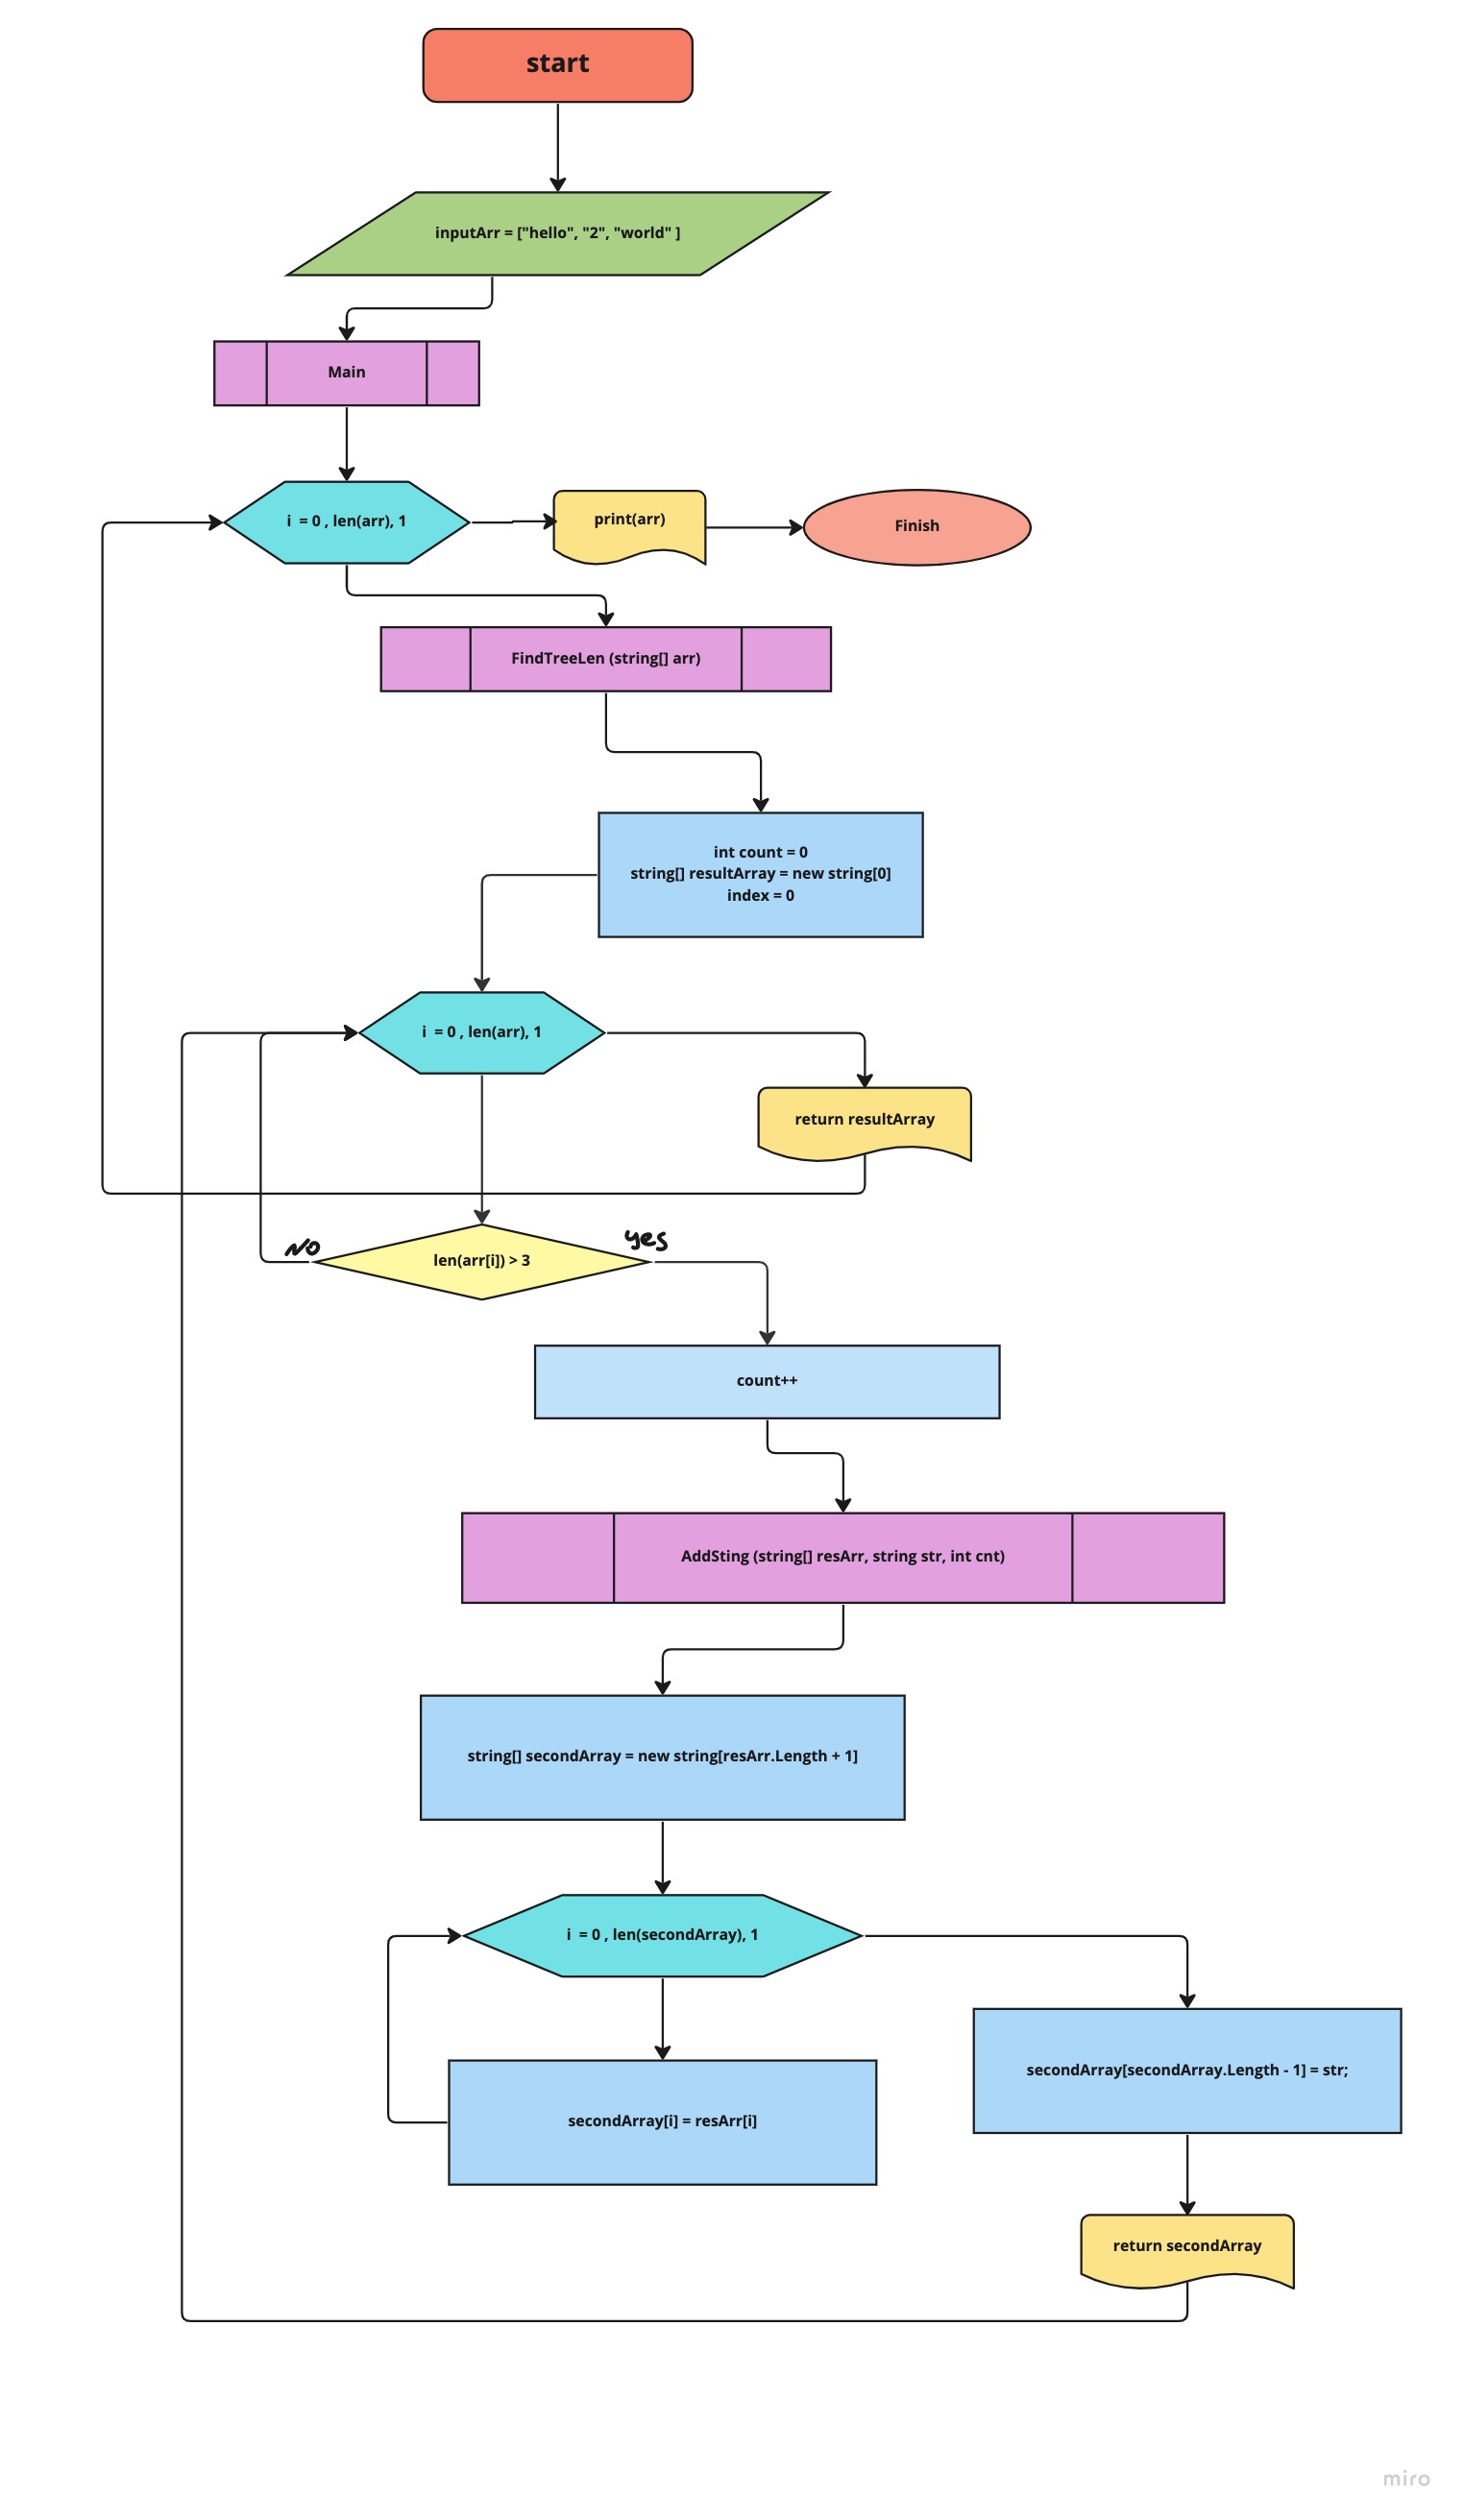 start
inputArr = ["hello", "2", "world" ]
Main
i  = 0 , len(arr), 1
print(arr)
Finish
FindTreeLen (string[] arr)
int count = 0
string[] resultArray = new string[0]
index = 0
i  = 0 , len(arr), 1
return resultArray
NO
yes
len(arr[i]) > 3
count++
AddSting (string[] resArr, string str, int cnt)
string[] secondArray = new string[resArr.Length + 1]
i  = 0 , len(secondArray), 1
secondArray[secondArray.Length - 1] = str;
secondArray[i] = resArr[i]
return secondArray
miro